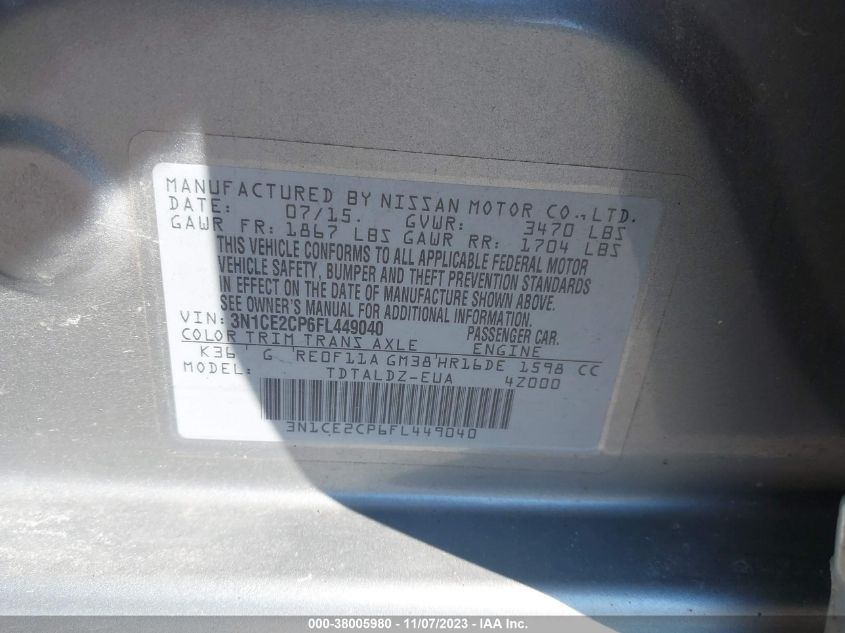 MANUFACTURED BY NISSAN MOTOR CO.,LTD.
DATE: 07/15. GVWR: 3470 LBS
GAWR FR: 1867 LBS GAWR RR: 1704 LBS
THIS VEHICLE CONFORMS TO ALL APPLICABLE FEDERAL MOTOR
VEHICLE SAFETY, BUMPER AND THEFT PREVENTION STANDARDS
IN EFFECT ON THE DATE OF MANUFACTURE SHOWN ABOVE.
SEE OWNER'S MANUAL FOR ADDITIONAL INFORMATION.
VIN: 3N1CE2CP6FL449040 PASSENGER CAR.
COLOR TRIM TRANS AXLE ENGINE
K36 G RE0F11A GM38 HR16DE 1598 CC
MODEL: TDTALDZ-EUA 4Z000
3N1CE2CP6FL449040
000-38005980 - 11/07/2023 - IAA Inc.